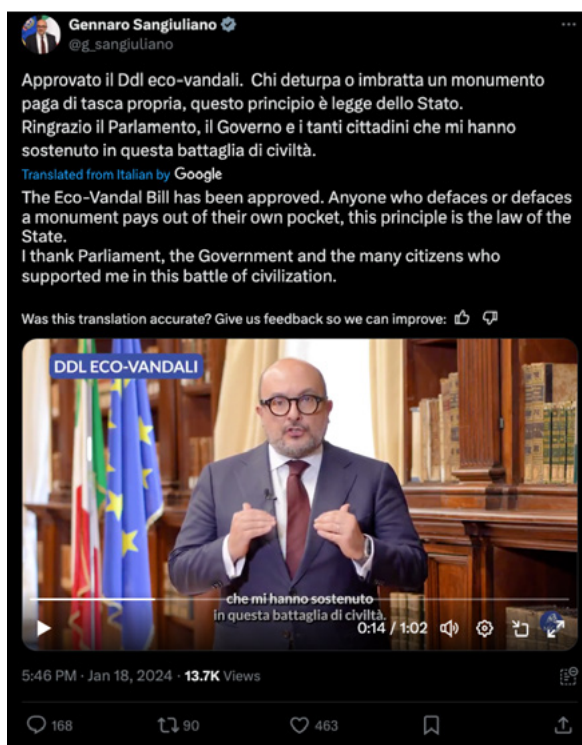 Gennaro Sangiuliano
@g_sangiuliano
Approvato il Ddl eco-vandali. Chi deturpa o imbratta un monumento
paga di tasca propria, questo principio è legge dello Stato.
Ringrazio il Parlamento, il Governo e i tanti cittadini che mi hanno
sostenuto in questa battaglia di civiltà.
Translated from Italian by Google
The Eco-Vandal Bill has been approved. Anyone who defaces or defaces
a monument pays out of their own pocket, this principle is the law of the
State.
I thank Parliament, the Government and the many citizens who
supported me in this battle of civilization.
Was this translation accurate? Give us feedback so we can improve:
DDL ECO-VANDALI
che mi hanno sostenuto
in questa battaglia di civiltà.
0:14 / 1:02
5:46 PM · Jan 18, 2024 · 13.7K Views
168 90 463